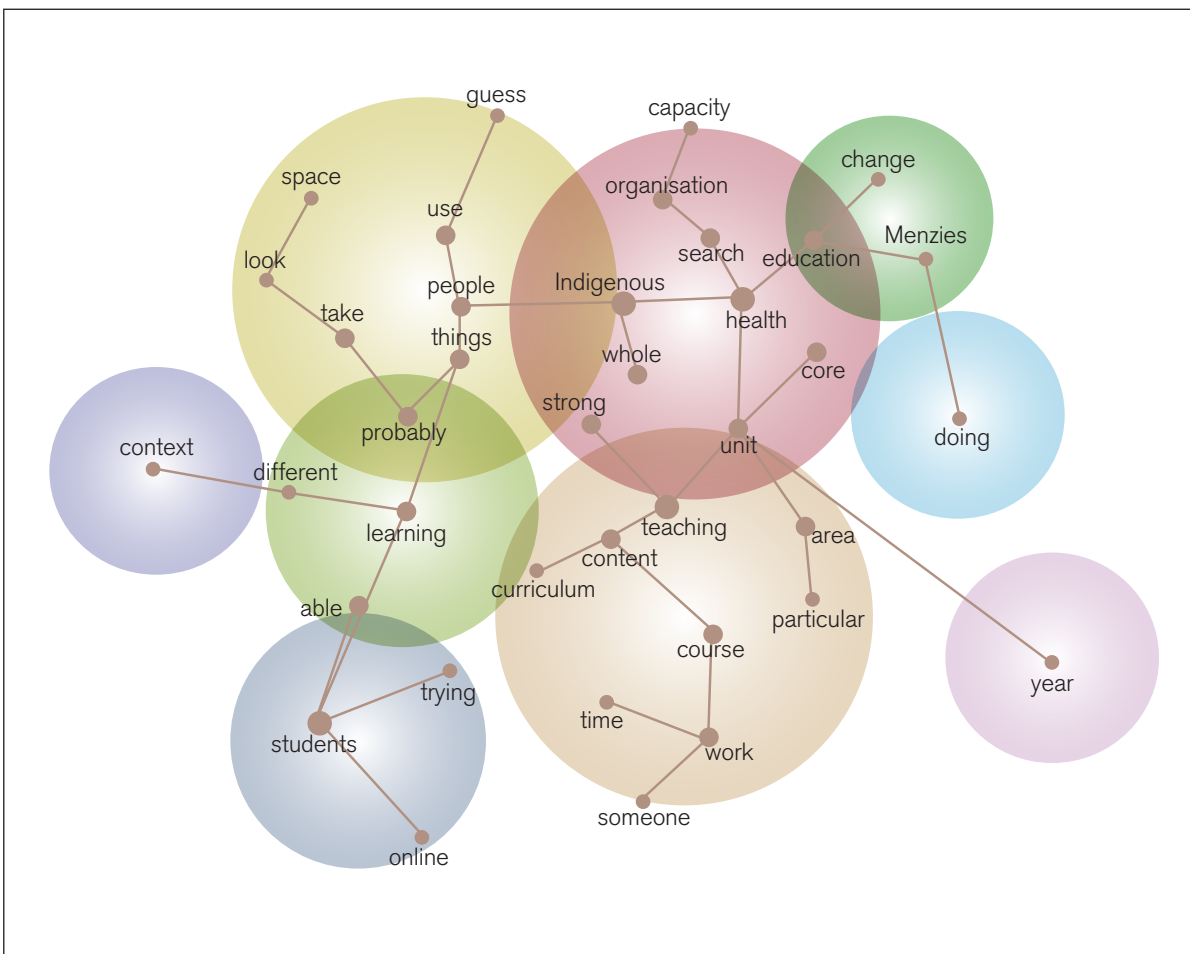 guess
capacity
change
space
organisation
use
Menzies
search
education
look
people
Indigenous
take
health
things
whole
core
strong
probably
unit
doing
context
different
learning
teaching
area
content
curriculum
able
particular
course
year
trying
time
students
work
someone
online